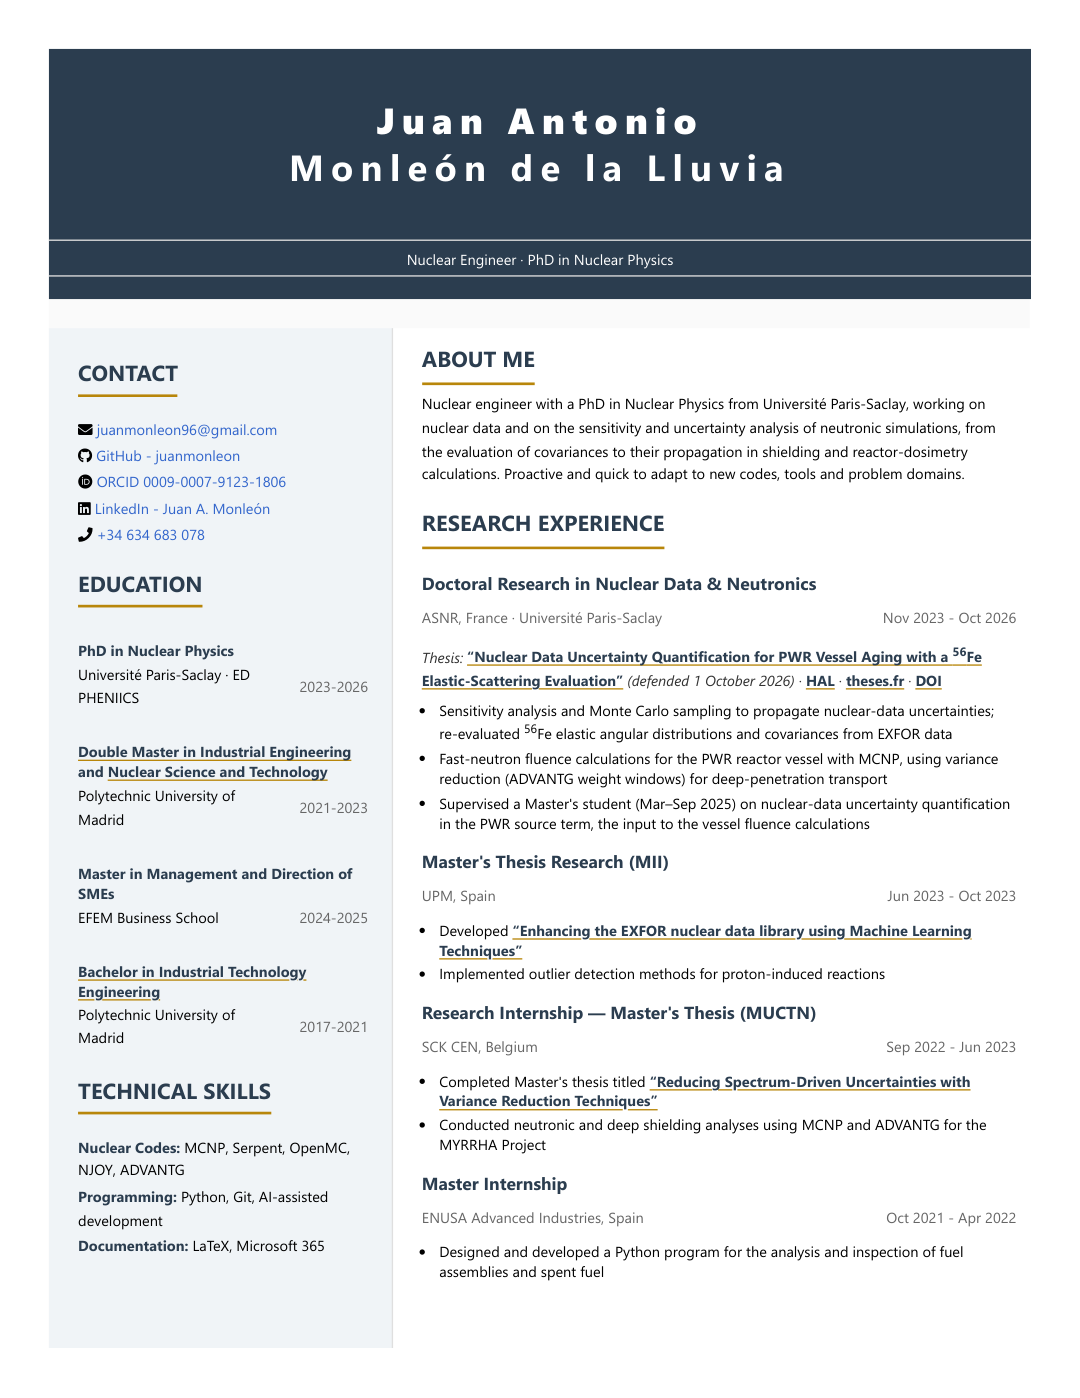 Juan Antonio
Monleón de la Lluvia
Nuclear Engineer · PhD in Nuclear Physics
CONTACT
juanmonleon96@gmail.com
GitHub - juanmonleon
ORCID 0009-0007-9123-1806
LinkedIn - Juan A. Monleón
+34 634 683 078
EDUCATION
PhD in Nuclear Physics
Université Paris-Saclay · ED
PHENIICS
2023-2026
Double Master in Industrial Engineering
and Nuclear Science and Technology
Polytechnic University of
Madrid
2021-2023
Master in Management and Direction of
SMEs
EFEM Business School 2024-2025
Bachelor in Industrial Technology
Engineering
Polytechnic University of
Madrid
2017-2021
TECHNICAL SKILLS
Nuclear Codes: MCNP, Serpent, OpenMC,
NJOY, ADVANTG
Programming: Python, Git, AI-assisted
development
Documentation: LaTeX, Microsoft 365
ABOUT ME
Nuclear engineer with a PhD in Nuclear Physics from Université Paris-Saclay, working on
nuclear data and on the sensitivity and uncertainty analysis of neutronic simulations, from
the evaluation of covariances to their propagation in shielding and reactor-dosimetry
calculations. Proactive and quick to adapt to new codes, tools and problem domains.
RESEARCH EXPERIENCE
Doctoral Research in Nuclear Data & Neutronics
ASNR, France · Université Paris-Saclay Nov 2023 - Oct 2026
Thesis: “Nuclear Data Uncertainty Quantification for PWR Vessel Aging with a ⁵⁶Fe
Elastic-Scattering Evaluation” (defended 1 October 2026) · HAL · theses.fr · DOI
• Sensitivity analysis and Monte Carlo sampling to propagate nuclear-data uncertainties;
re-evaluated ⁵⁶Fe elastic angular distributions and covariances from EXFOR data
• Fast-neutron fluence calculations for the PWR reactor vessel with MCNP, using variance
reduction (ADVANTG weight windows) for deep-penetration transport
• Supervised a Master's student (Mar–Sep 2025) on nuclear-data uncertainty quantification
in the PWR source term, the input to the vessel fluence calculations
Master's Thesis Research (MII)
UPM, Spain Jun 2023 - Oct 2023
• Developed “Enhancing the EXFOR nuclear data library using Machine Learning
Techniques”
• Implemented outlier detection methods for proton-induced reactions
Research Internship — Master's Thesis (MUCTN)
SCK CEN, Belgium Sep 2022 - Jun 2023
• Completed Master's thesis titled “Reducing Spectrum-Driven Uncertainties with
Variance Reduction Techniques”
• Conducted neutronic and deep shielding analyses using MCNP and ADVANTG for the
MYRRHA Project
Master Internship
ENUSA Advanced Industries, Spain Oct 2021 - Apr 2022
• Designed and developed a Python program for the analysis and inspection of fuel
assemblies and spent fuel